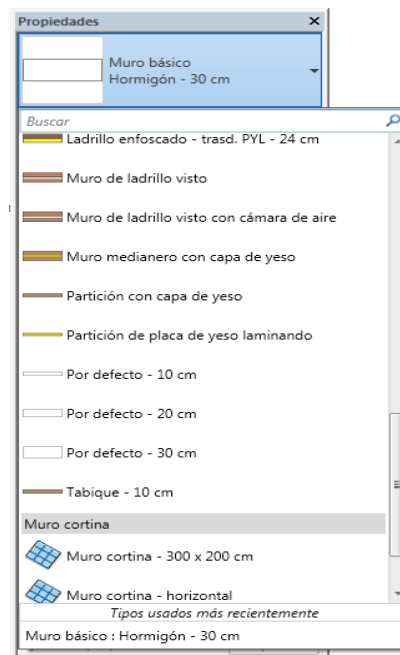 Propiedades
Muro básico
Hormigón - 30 cm
Buscar
Ladrillo enfoscado - trasd. PYL - 24 cm
Muro de ladrillo visto
Muro de ladrillo visto con cámara de aire
Muro medianero con capa de yeso
Partición con capa de yeso
Partición de placa de yeso laminando
Por defecto - 10 cm
Por defecto - 20 cm
Por defecto - 30 cm
Tabique - 10 cm
Muro cortina
Muro cortina - 300 x 200 cm
Muro cortina - horizontal
Tipos usados más recientemente
Muro básico : Hormigón - 30 cm